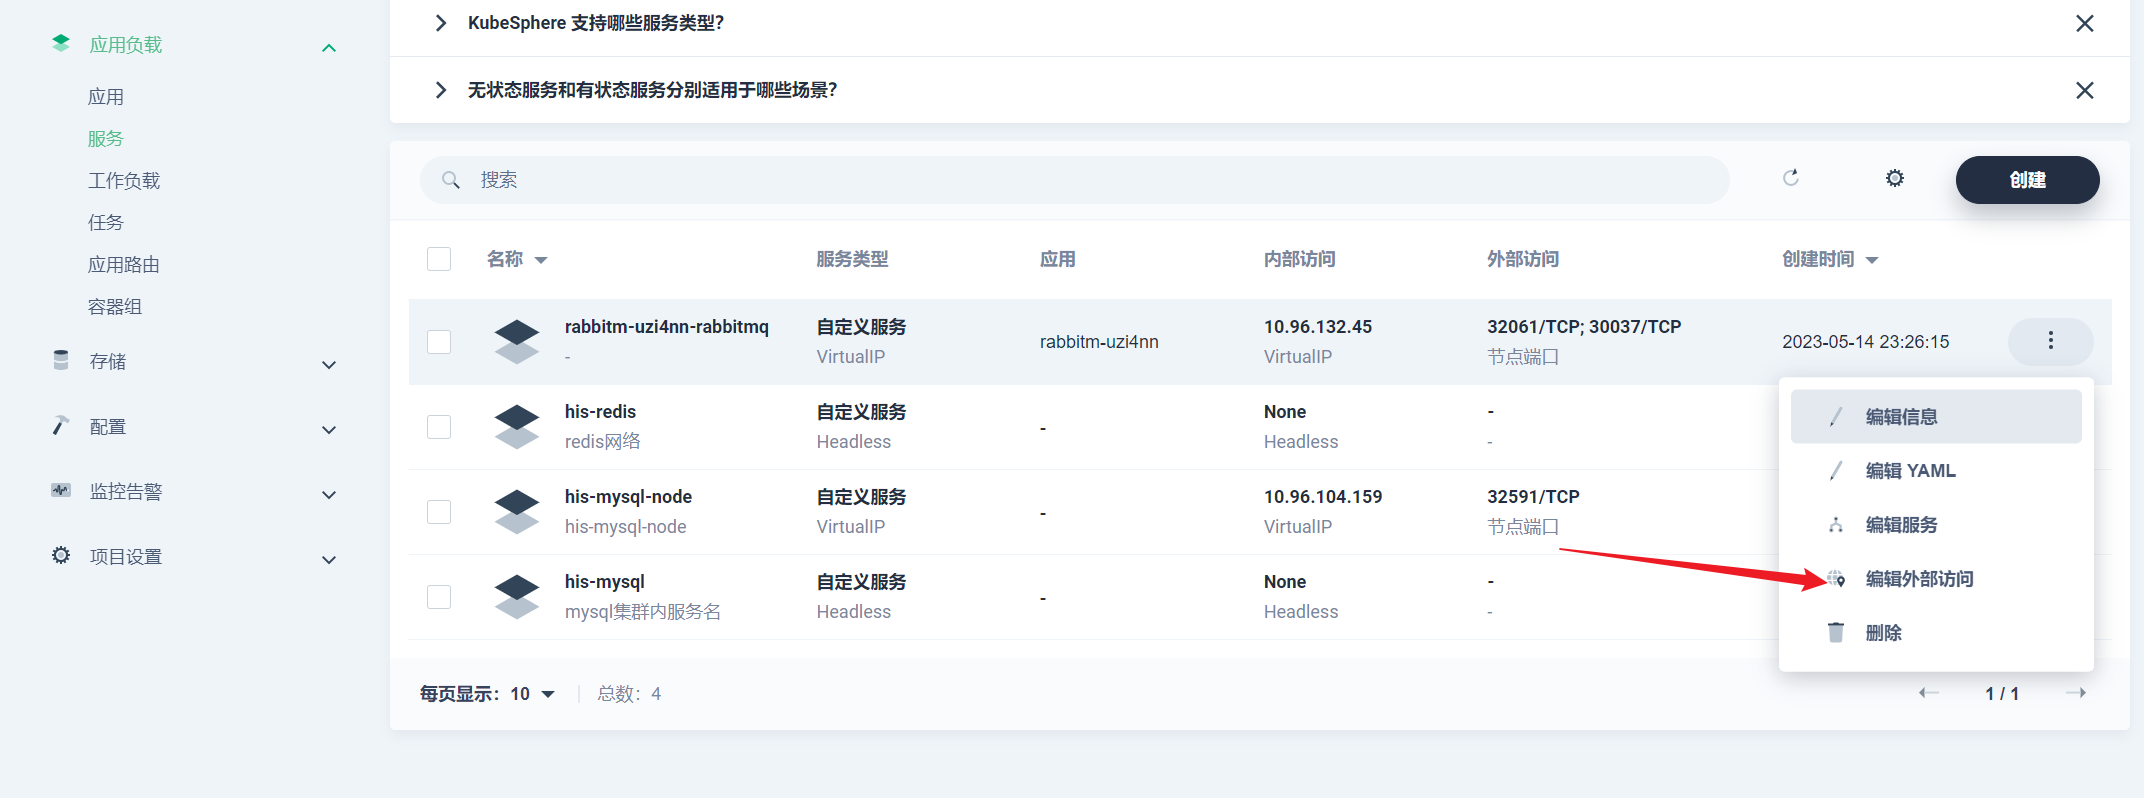 应用负载
应用
服务
工作负载
任务
应用路由
容器组
存储
配置
监控告警
项目设置
KubeSphere 支持哪些服务类型?
无状态服务和有状态服务分别适用于哪些场景?
搜索
创建
名称 服务类型 应用 内部访问 外部访问 创建时间
rabbitm-uzi4nn-rabbitmq 自定义服务 10.96.132.45 32061/TCP; 30037/TCP
- VirtualIP rabbitm-uzi4nn VirtualIP 节点端口 2023-05-14 23:26:15
his-redis 自定义服务 None -
redis网络 Headless - Headless -
his-mysql-node 自定义服务 10.96.104.159 32591/TCP
his-mysql-node VirtualIP - VirtualIP 节点端口
his-mysql 自定义服务 None -
mysql集群内服务名 Headless - Headless -
编辑信息
编辑 YAML
编辑服务
编辑外部访问
删除
每页显示: 10 总数: 4 1 / 1